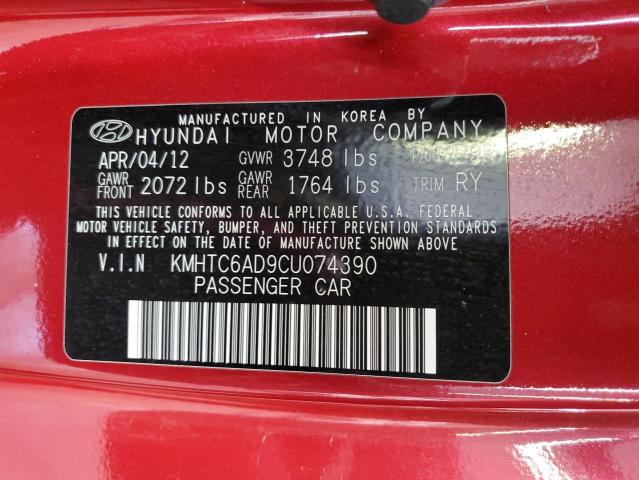 MANUFACTURED IN KOREA BY
HYUNDAI MOTOR COMPANY
APR/04/12 GVWR 3748 lbs
GAWR FRONT 2072 lbs GAWR REAR 1764 lbs TRIM RY
THIS VEHICLE CONFORMS TO ALL APPLICABLE U.S.A. FEDERAL
MOTOR VEHICLE SAFETY, BUMPER, AND THEFT PREVENTION STANDARDS
IN EFFECT ON THE DATE OF MANUFACTURE SHOWN ABOVE.
V.I.N KMHTC6AD9CU074390
PASSENGER CAR